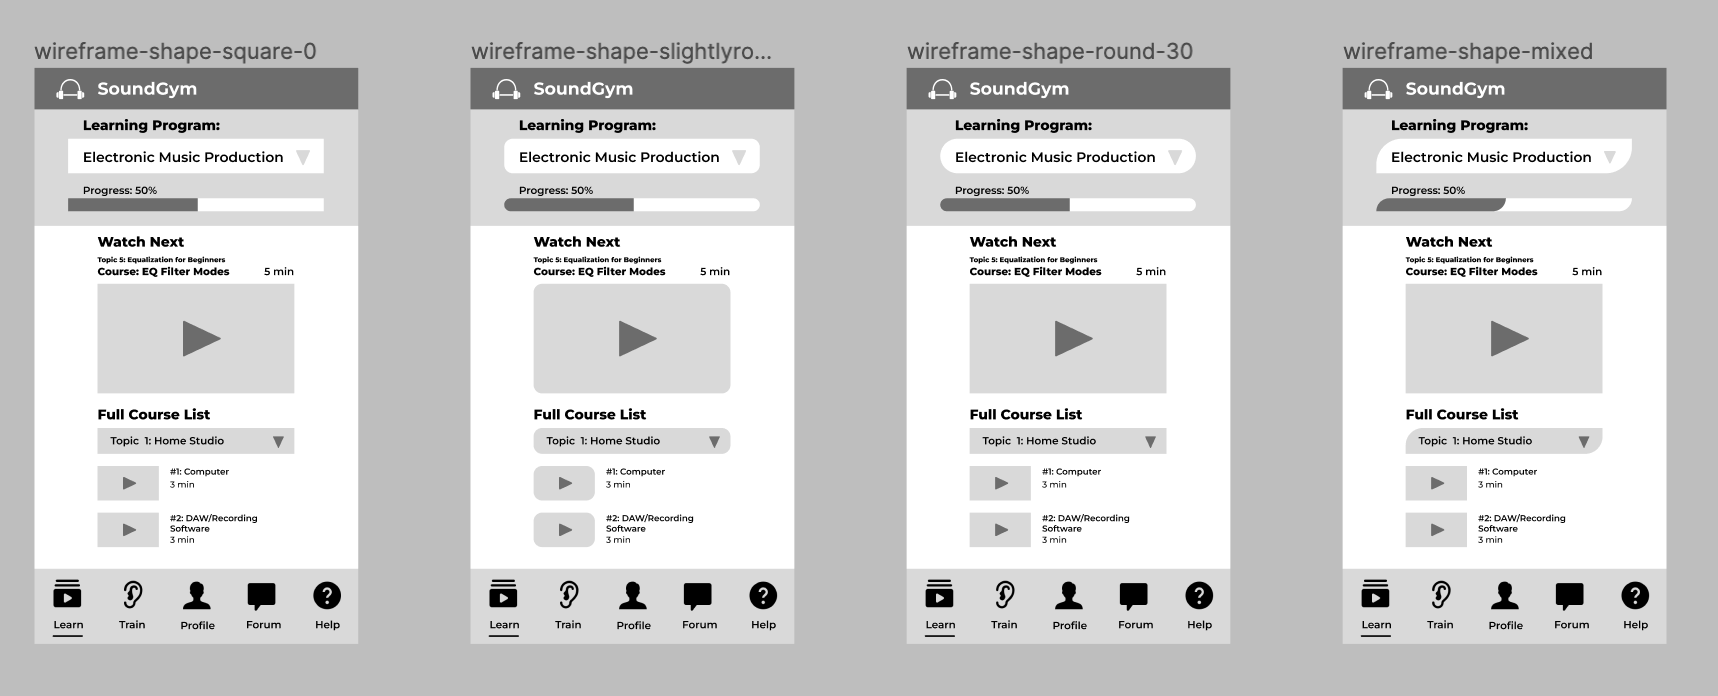 wireframe-shape-square-0
SoundGym
Learning Program:
Electronic Music Production
Progress: 50%
Watch Next
Topic 5: Equalization for Beginners
Course: EQ Filter Modes 5 min
Full Course List
Topic 1: Home Studio
#1: Computer
3 min
#2: DAW/Recording
Software
3 min
Learn Train Profile Forum Help
wireframe-shape-slightlyro...
SoundGym
Learning Program:
Electronic Music Production
Progress: 50%
Watch Next
Topic 5: Equalization for Beginners
Course: EQ Filter Modes 5 min
Full Course List
Topic 1: Home Studio
#1: Computer
3 min
#2: DAW/Recording
Software
3 min
Learn Train Profile Forum Help
wireframe-shape-round-30
SoundGym
Learning Program:
Electronic Music Production
Progress: 50%
Watch Next
Topic 5: Equalization for Beginners
Course: EQ Filter Modes 5 min
Full Course List
Topic 1: Home Studio
#1: Computer
3 min
#2: DAW/Recording
Software
3 min
Learn Train Profile Forum Help
wireframe-shape-mixed
SoundGym
Learning Program:
Electronic Music Production
Progress: 50%
Watch Next
Topic 5: Equalization for Beginners
Course: EQ Filter Modes 5 min
Full Course List
Topic 1: Home Studio
#1: Computer
3 min
#2: DAW/Recording
Software
3 min
Learn Train Profile Forum Help